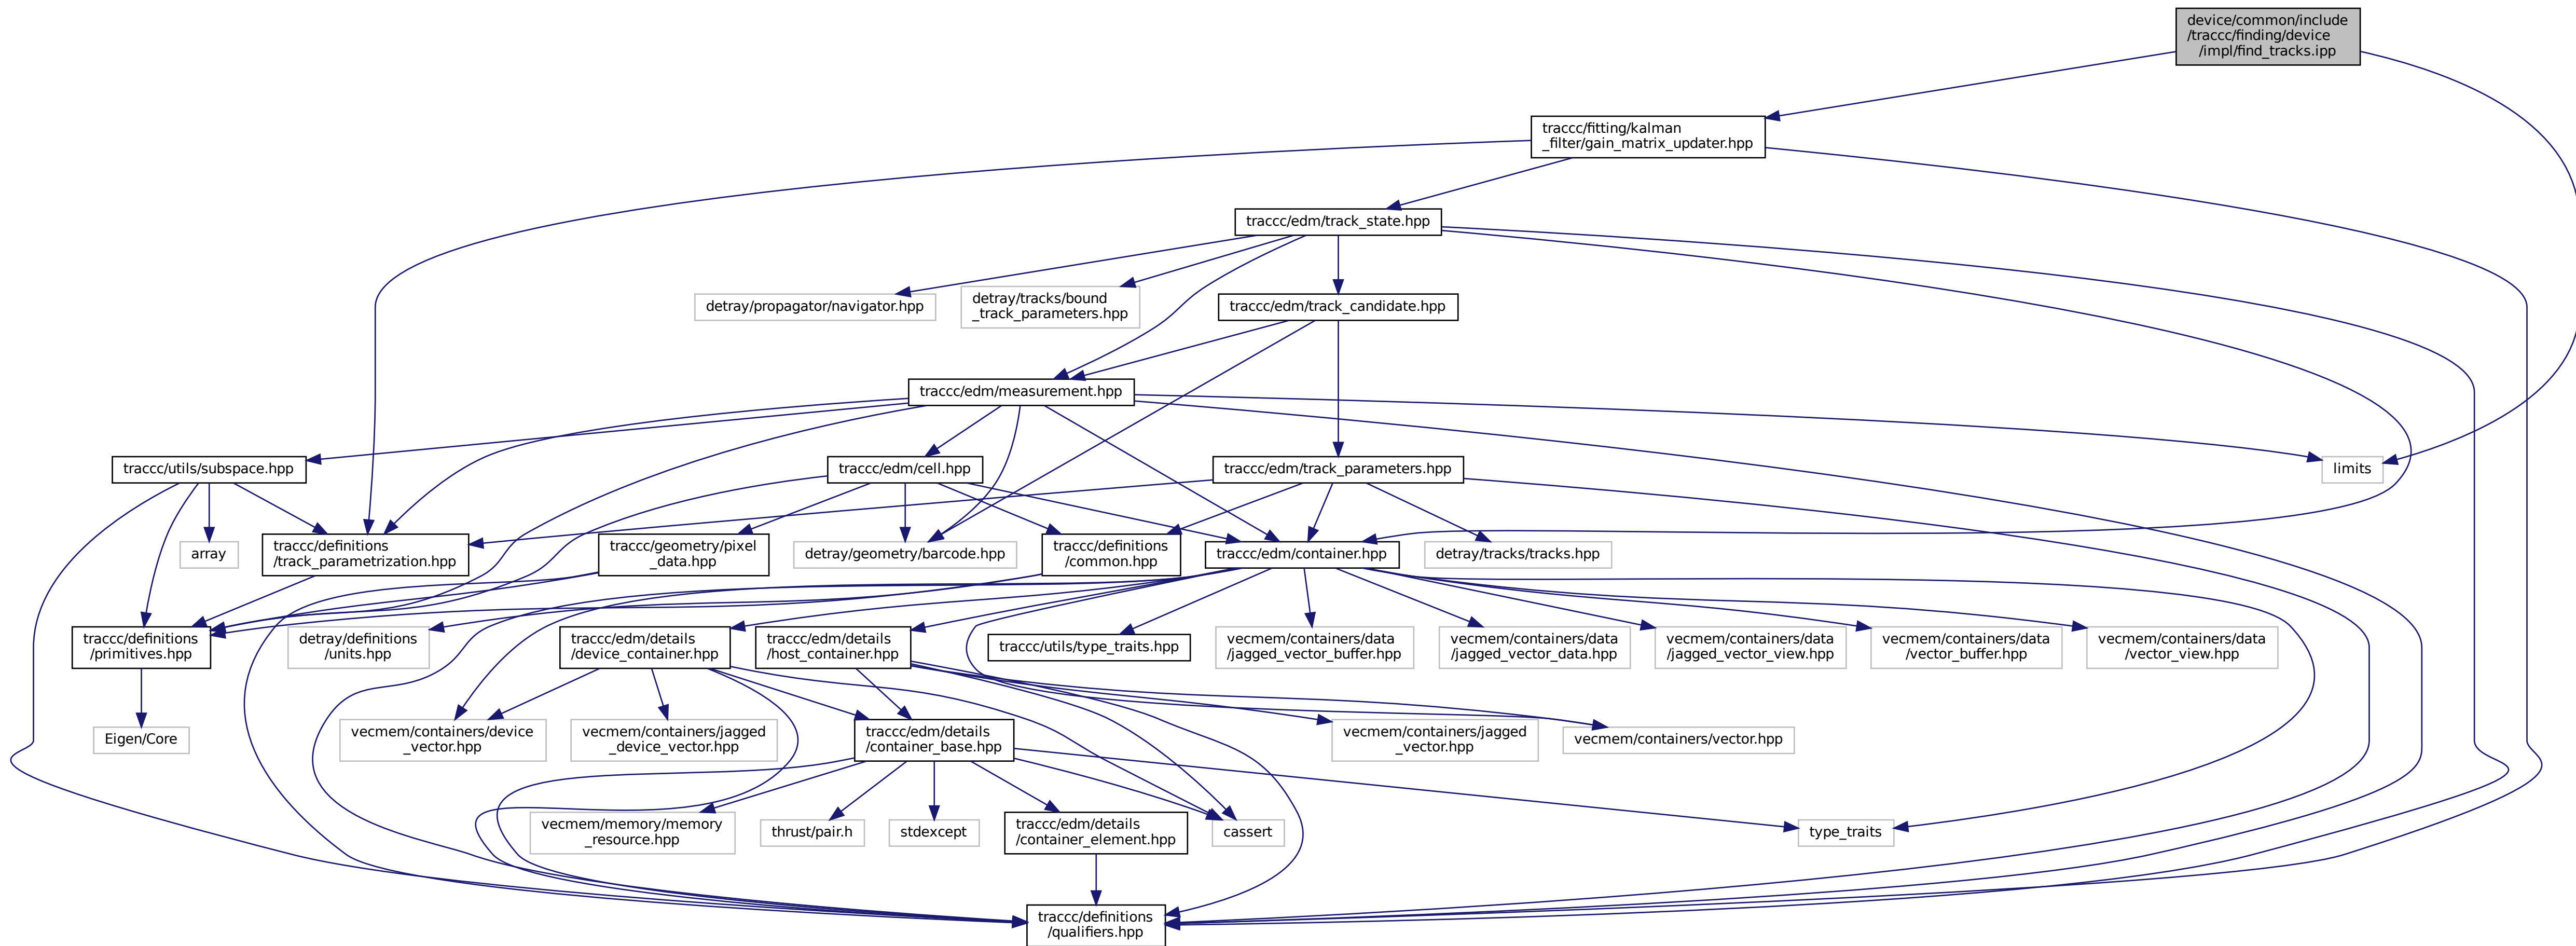 device/common/include
/traccc/finding/device
/impl/find_tracks.ipp
traccc/fitting/kalman
_filter/gain_matrix_updater.hpp
traccc/edm/track_state.hpp
detray/propagator/navigator.hpp
detray/tracks/bound
_track_parameters.hpp
traccc/edm/track_candidate.hpp
traccc/edm/measurement.hpp
traccc/utils/subspace.hpp
traccc/edm/cell.hpp
traccc/edm/track_parameters.hpp
limits
array
traccc/definitions
/track_parametrization.hpp
traccc/geometry/pixel
_data.hpp
detray/geometry/barcode.hpp
traccc/definitions
/common.hpp
traccc/edm/container.hpp
detray/tracks/tracks.hpp
traccc/definitions
/primitives.hpp
detray/definitions
/units.hpp
traccc/edm/details
/device_container.hpp
traccc/edm/details
/host_container.hpp
traccc/utils/type_traits.hpp
vecmem/containers/data
/jagged_vector_buffer.hpp
vecmem/containers/data
/jagged_vector_data.hpp
vecmem/containers/data
/jagged_vector_view.hpp
vecmem/containers/data
/vector_buffer.hpp
vecmem/containers/data
/vector_view.hpp
Eigen/Core
vecmem/containers/device
_vector.hpp
vecmem/containers/jagged
_device_vector.hpp
traccc/edm/details
/container_base.hpp
vecmem/containers/jagged
_vector.hpp
vecmem/containers/vector.hpp
vecmem/memory/memory
_resource.hpp
thrust/pair.h
stdexcept
traccc/edm/details
/container_element.hpp
cassert
type_traits
traccc/definitions
/qualifiers.hpp